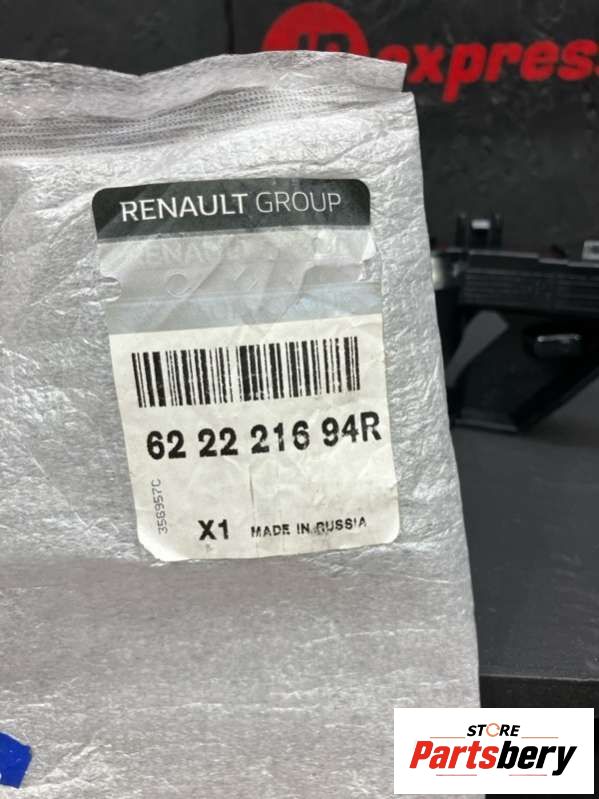 express
RENAULT GROUP
62 22 216 94R
356957C
X1 MADE IN RUSSIA
STORE
Partsbery